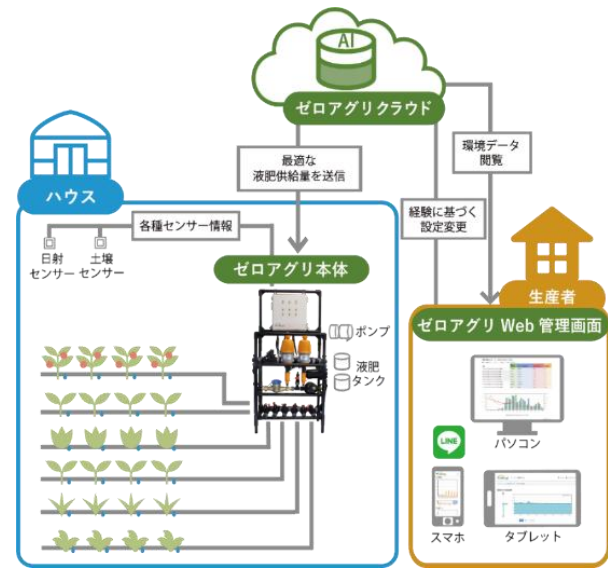 AI
ゼロアグリクラウド
最適な
液肥供給量を送信
環境データ
閲覧
経験に基づく
設定変更
ハウス
各種センサー情報
日射
センサー
土壌
センサー
ゼロアグリ本体
ポンプ
液肥
タンク
生産者
ゼロアグリ Web 管理画面
パソコン
LINE
スマホ
タブレット